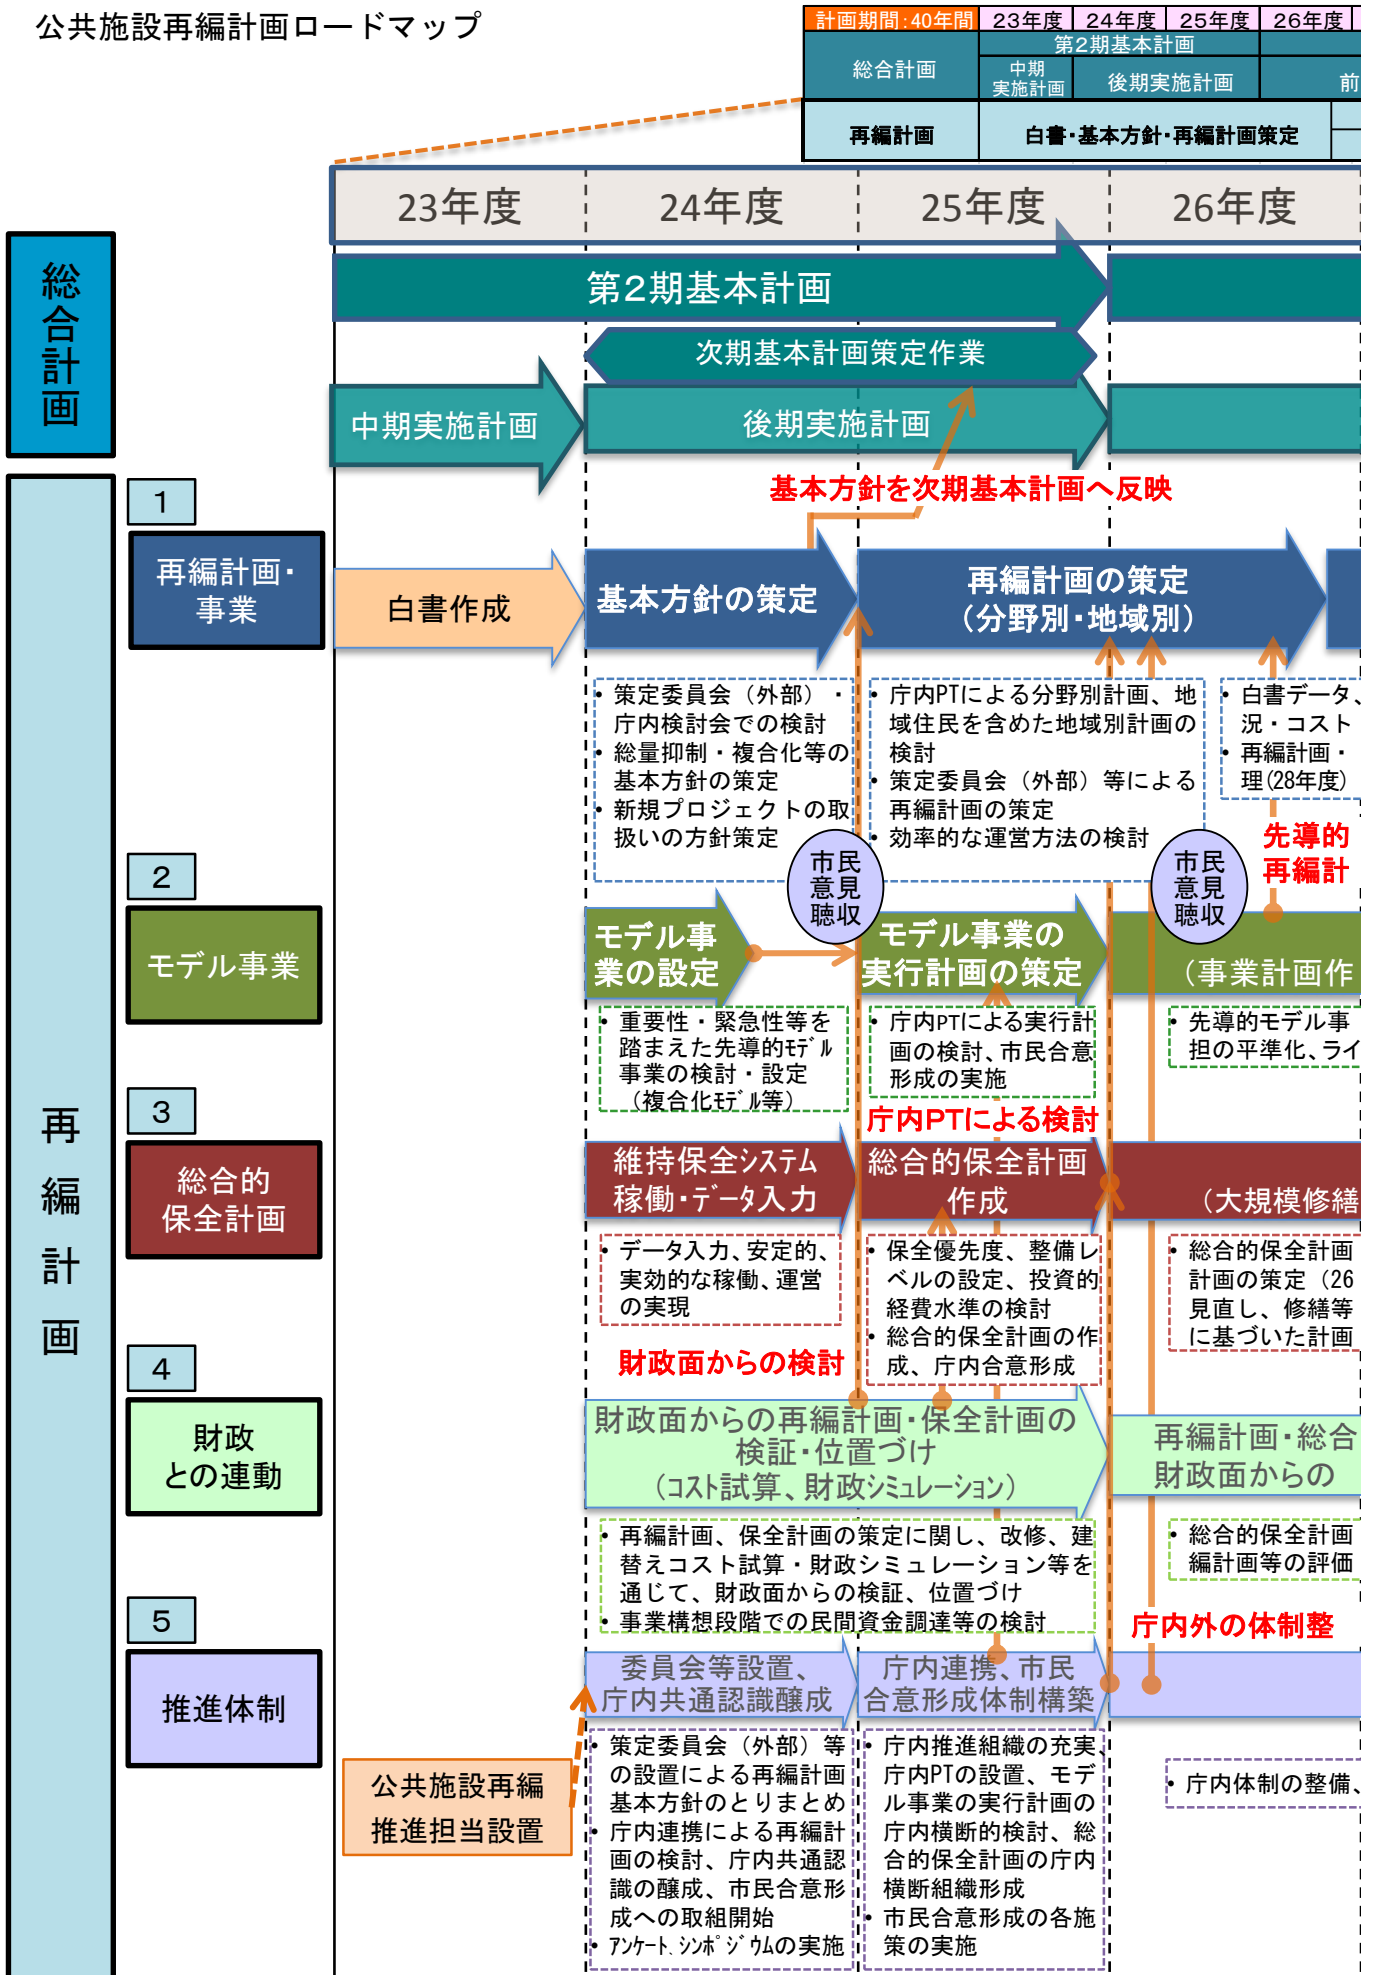 公共施設再編計画ロードマップ
計画期間:40年間 23年度 24年度 25年度 26年度
第2期基本計画
総合計画
中期
実施計画
後期実施計画
前
再編計画
白書・基本方針・再編計画策定
23年度 24年度 25年度 26年度
総合計画
第2期基本計画
次期基本計画策定作業
中期実施計画
後期実施計画
基本方針を次期基本計画へ反映
再編計画
1
再編計画・
事業
白書作成
基本方針の策定
再編計画の策定
(分野別・地域別)
• 策定委員会(外部)・
庁内検討会での検討
• 総量抑制・複合化等の
基本方針の策定
• 新規プロジェクトの取
扱いの方針策定
• 庁内PTによる分野別計画、地
域住民を含めた地域別計画の
検討
• 策定委員会(外部)等による
再編計画の策定
• 効率的な運営方法の検討
• 白書データ、
況・コスト
• 再編計画・
理(28年度)
市民
意見
聴収
市民
意見
聴収
先導的
再編計
2
モデル事業
モデル事
業の設定
モデル事業の
実行計画の策定
(事業計画作
• 重要性・緊急性等を
踏まえた先導的ﾓﾃﾞﾙ
事業の検討・設定
(複合化ﾓﾃﾞﾙ等)
• 庁内PTによる実行計
画の検討、市民合意
形成の実施
• 先導的モデル事
担の平準化、ライ
庁内PTによる検討
3
総合的
保全計画
維持保全システム
稼働・データ入力
総合的保全計画
作成
(大規模修繕
• データ入力、安定的、
実効的な稼働、運営
の実現
• 保全優先度、整備レ
ベルの設定、投資的
経費水準の検討
• 総合的保全計画の作
成、庁内合意形成
• 総合的保全計画
計画の策定(26
見直し、修繕等
に基づいた計画
財政面からの検討
4
財政
との連動
財政面からの再編計画・保全計画の
検証・位置づけ
(コスト試算、財政シミュレーション)
再編計画・総合
財政面からの
• 再編計画、保全計画の策定に関し、改修、建
替えコスト試算・財政シミュレーション等を
通じて、財政面からの検証、位置づけ
• 事業構想段階での民間資金調達等の検討
• 総合的保全計画
編計画等の評価
庁内外の体制整
5
推進体制
委員会等設置、
庁内共通認識醸成
庁内連携、市民
合意形成体制構築
公共施設再編
推進担当設置
• 策定委員会(外部)等
の設置による再編計画
基本方針のとりまとめ
• 庁内連携による再編計
画の検討、庁内共通認
識の醸成、市民合意形
成への取組開始
• ｱﾝｹｰﾄ､ｼﾝﾎﾟｼﾞｳﾑの実施
• 庁内推進組織の充実、
庁内PTの設置、モデ
ル事業の実行計画の
庁内横断的検討、総
合的保全計画の庁内
横断組織形成
• 市民合意形成の各施
策の実施
• 庁内体制の整備、